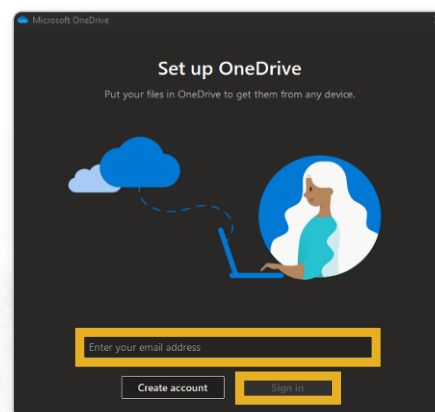 Microsoft OneDrive
Set up OneDrive
Put your files in OneDrive to get them from any device.
Enter your email address
Create account
Sign in